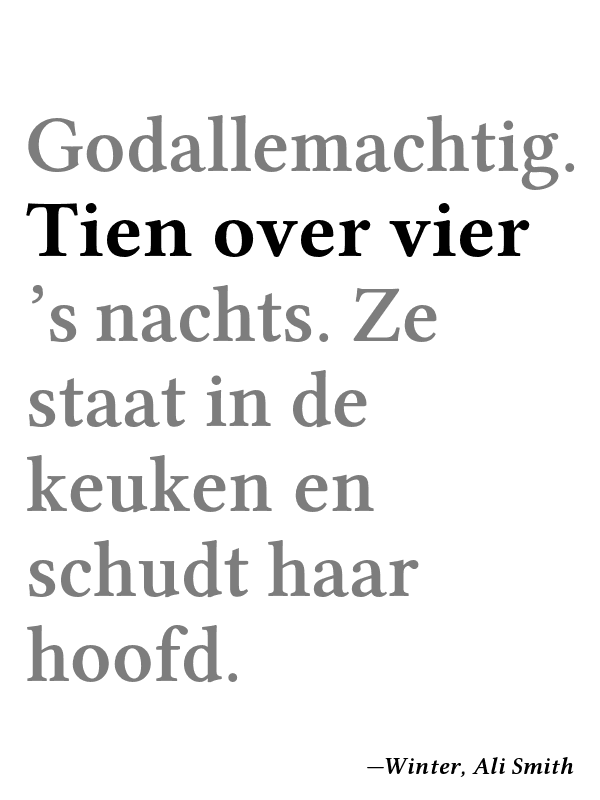 Godallemachtig.
Tien over vier
’s nachts. Ze
staat in de
keuken en
schudt haar
hoofd.
—Winter, Ali Smith